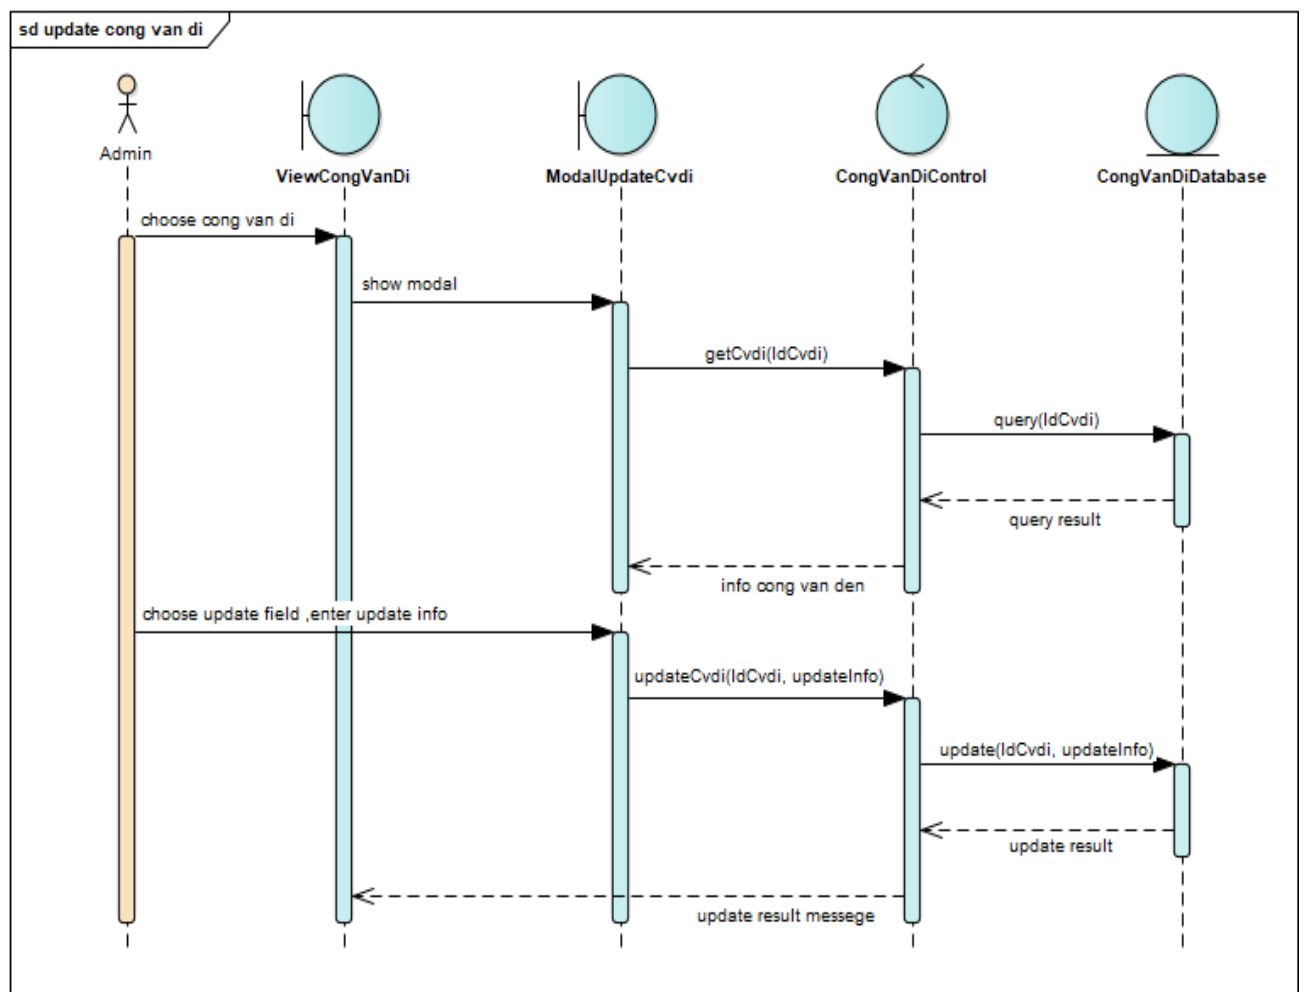 sd update cong van di
Admin
ViewCongVanDi
ModalUpdateCvdi
CongVanDiControl
CongVanDiDatabase
choose cong van di
show modal
getCvdi(IdCvdi)
query(IdCvdi)
query result
info cong van den
choose update field ,enter update info
updateCvdi(IdCvdi, updateInfo)
update(IdCvdi, updateInfo)
update result
update result messege